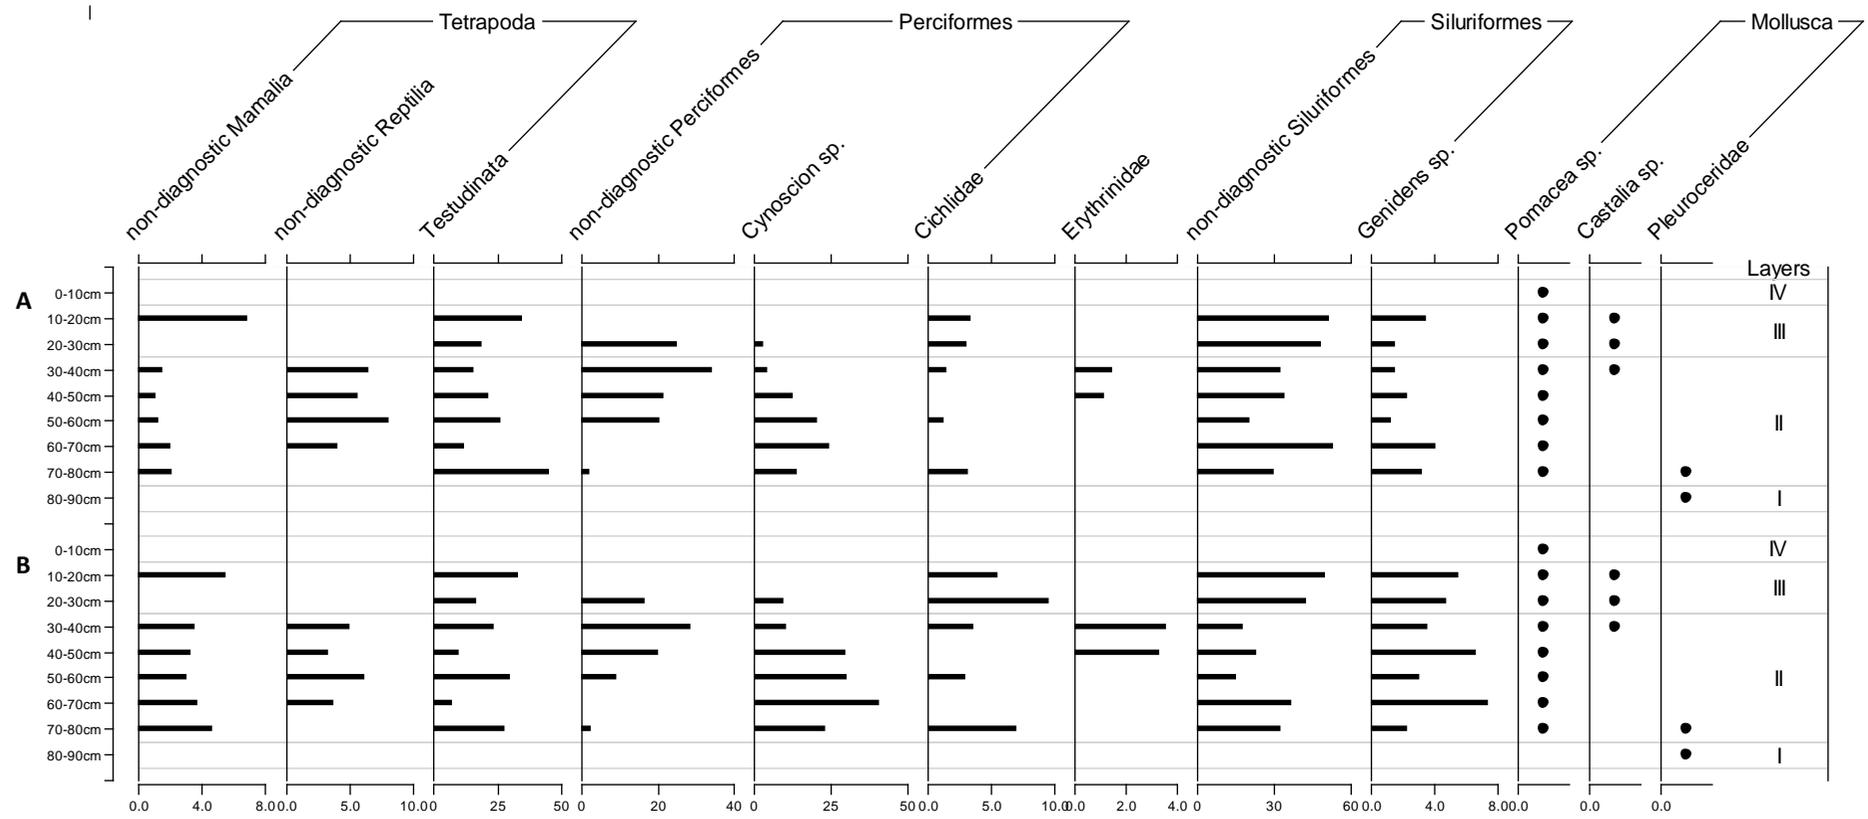 Tetrapoda Perciformes Siluriformes Mollusca
non-diagnostic Mamalia
non-diagnostic Reptilia
Testudinata
non-diagnostic Perciformes
Cynoscion sp.
Cichlidae
Erythrinidae
non-diagnostic Siluriformes
Genidens sp.
Pomacea sp.
Castalia sp.
Pleuroceridae
Layers
A
0-10cm IV
10-20cm
III
20-30cm
30-40cm
40-50cm
50-60cm II
60-70cm
70-80cm
80-90cm I
B
0-10cm IV
10-20cm
III
20-30cm
30-40cm
40-50cm
50-60cm II
60-70cm
70-80cm
80-90cm I
0.0 4.0 8.0 0.0 5.0 10.0 0 25 50 0 20 40 0 25 50 0.0 5.0 10.0 0.0 2.0 4.0 0 30 60 0.0 4.0 8.0 0.0 0.0 0.0